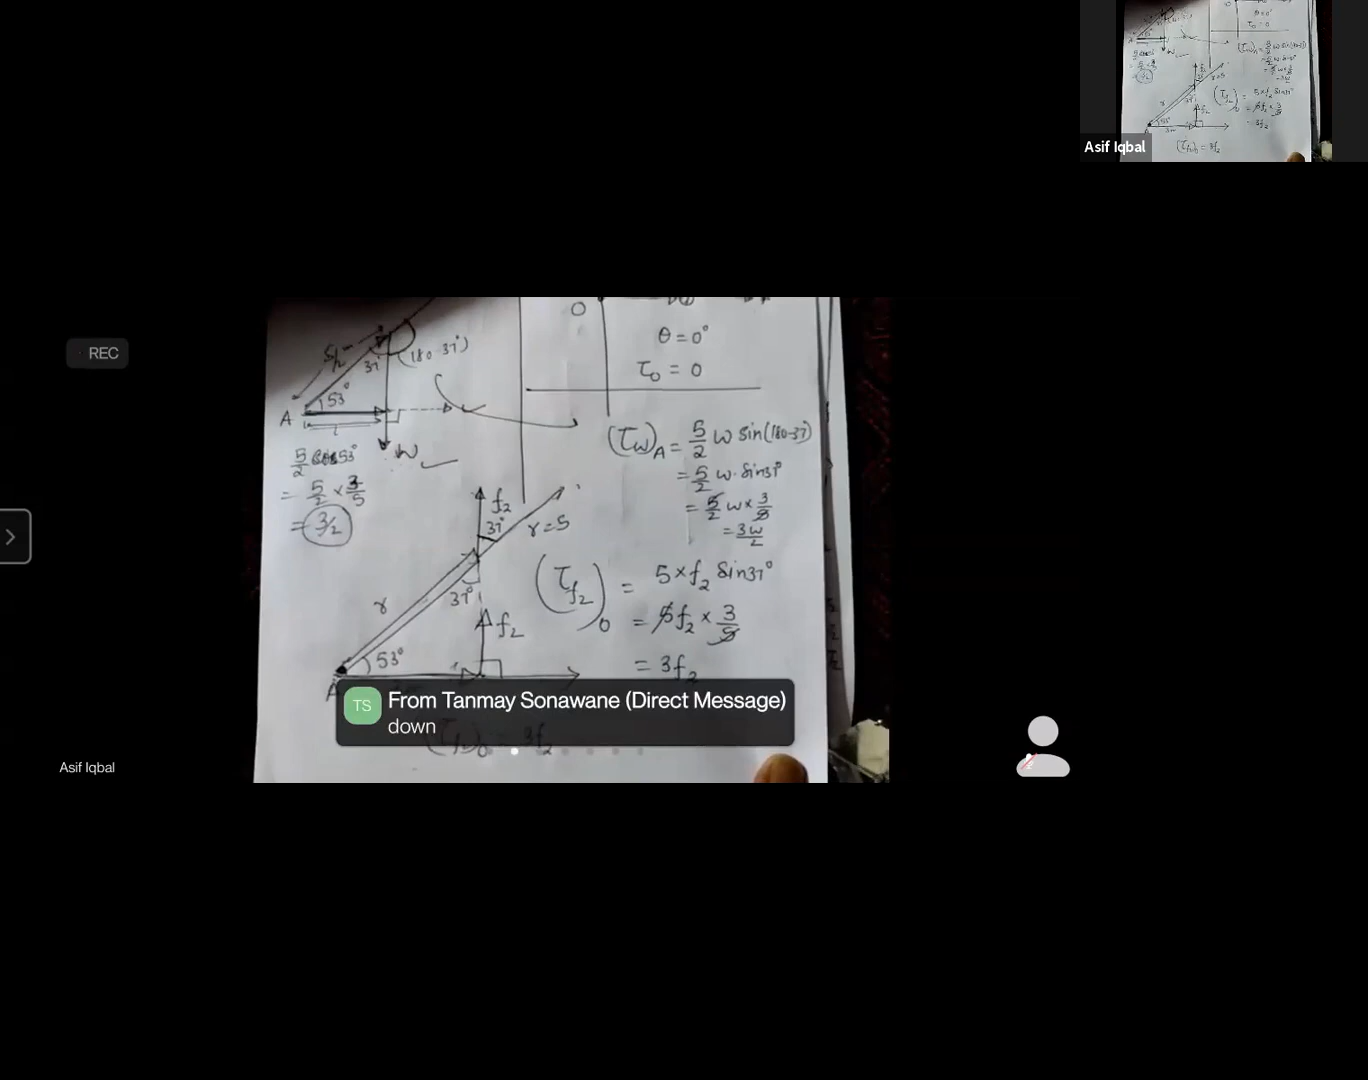 Asif Iqbal
REC
5/2 m
37°
(180-37°)
53°
A
W
5/2 cos53°
= 5/2 × 3/5
= 3/2
O
θ = 0°
τ₀ = 0
(τw)A = 5/2 w sin(180-37)
= 5/2 w · sin37°
= 5/2 w × 3/5
= 3w/2
f₂
37°
r=5
r
37°
f₂
53°
A
(τf₂)₀ = 5×f₂ sin37°
= 5f₂ × 3/5
= 3f₂
TS
From Tanmay Sonawane (Direct Message)
down
3f₂
Asif Iqbal